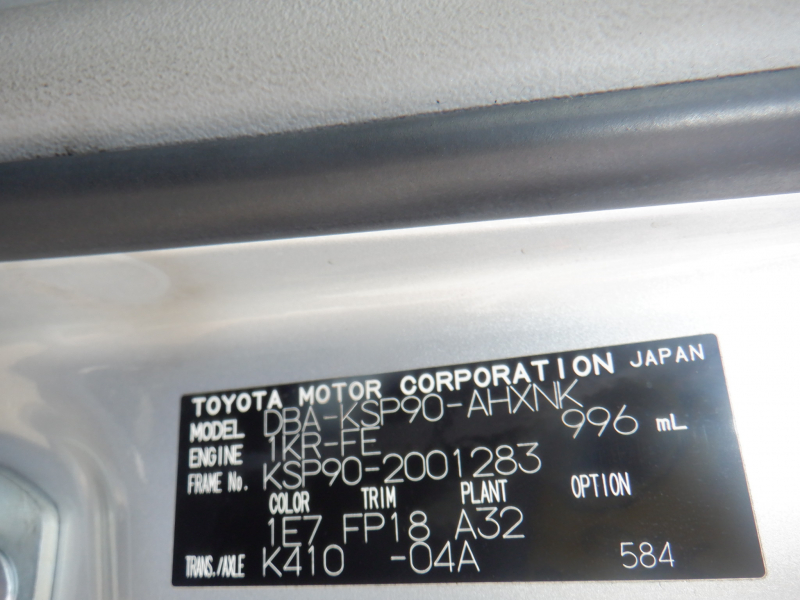 TOYOTA MOTOR CORPORATION JAPAN
MODEL DBA-KSP90-AHXNK
ENGINE 1KR-FE 996 mL
FRAME No. KSP90-2001283
COLOR TRIM PLANT OPTION
1E7 FP18 A32
TRANS./AXLE K410 -04A 584